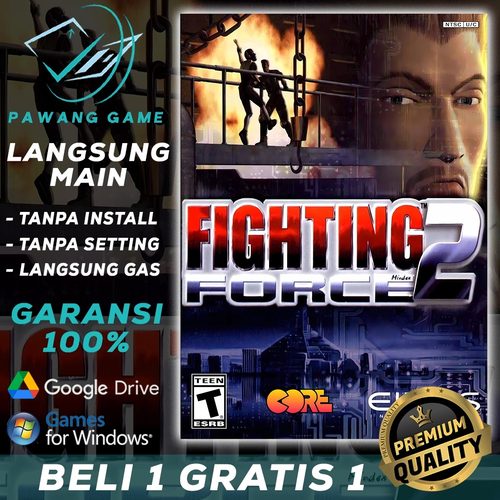 NTSC U/C
PAWANG GAME
LANGSUNG
MAIN
- TANPA INSTALL
- TANPA SETTING
- LANGSUNG GAS
GARANSI
100%
Google Drive
Games
for Windows®
FIGHTING
FORCE 2
TEEN
T
ESRB
CORE
PREMIUM
QUALITY
BELI 1 GRATIS 1